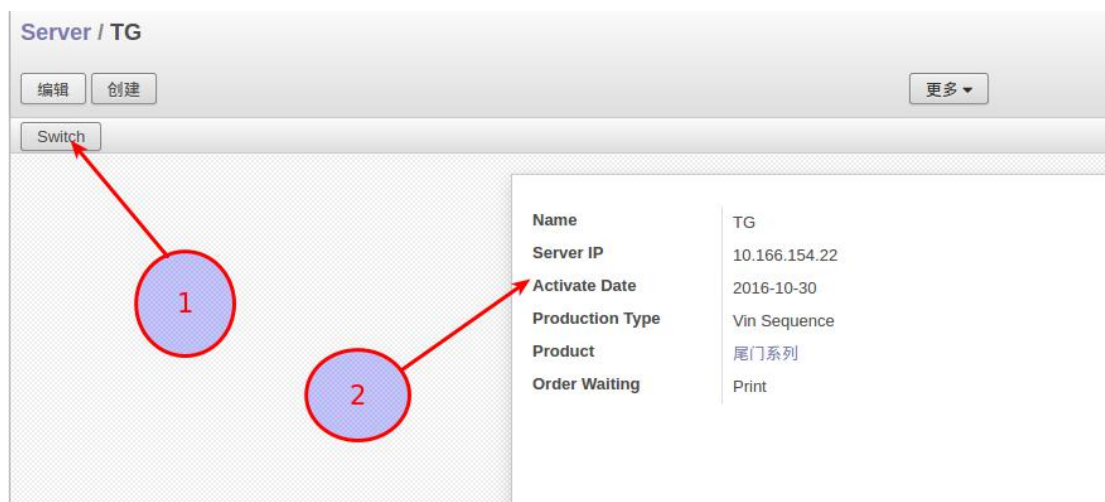 Server / TG
编辑 创建 更多
Switch
Name TG
Server IP 10.166.154.22
Activate Date 2016-10-30
Production Type Vin Sequence
Product 尾门系列
Order Waiting Print
1
2